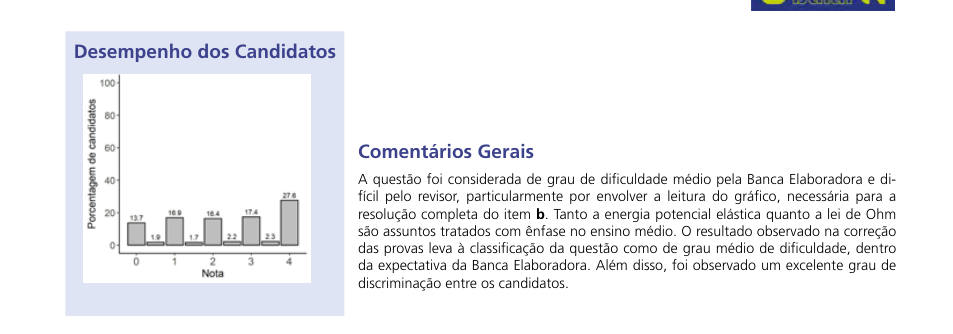 Desempenho dos Candidatos
100
80
60
40
20
0
Porcentagem de candidatos
13.7
1.9
16.9
1.7
16.4
2.2
17.4
2.3
27.6
0 1 2 3 4
Nota
Comentários Gerais
A questão foi considerada de grau de dificuldade médio pela Banca Elaboradora e di-
fícil pelo revisor, particularmente por envolver a leitura do gráfico, necessária para a
resolução completa do item b. Tanto a energia potencial elástica quanto a lei de Ohm
são assuntos tratados com ênfase no ensino médio. O resultado observado na correção
das provas leva à classificação da questão como de grau médio de dificuldade, dentro
da expectativa da Banca Elaboradora. Além disso, foi observado um excelente grau de
discriminação entre os candidatos.